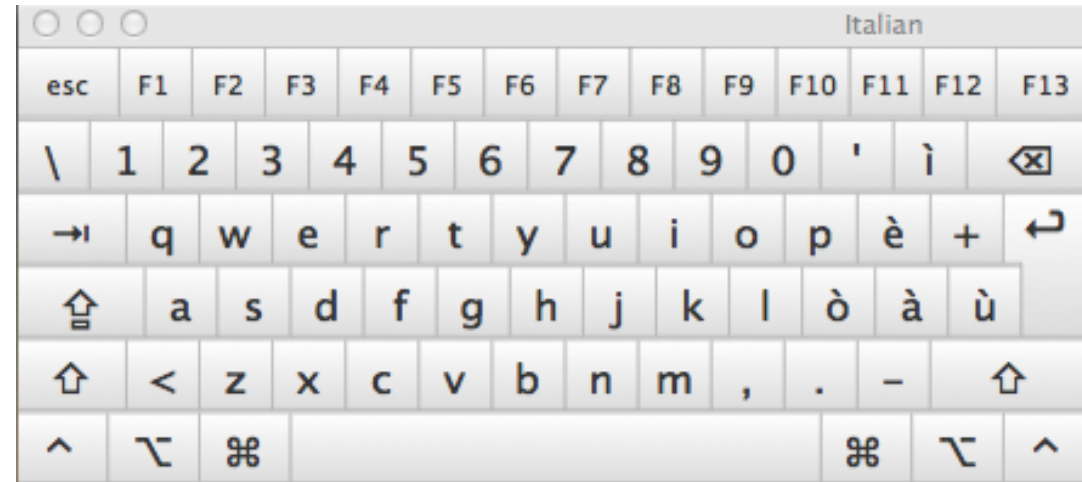 Italian
esc F1 F2 F3 F4 F5 F6 F7 F8 F9 F10 F11 F12 F13
\ 1 2 3 4 5 6 7 8 9 0 ' ì ⌫
⇥ q w e r t y u i o p è + ↩
⇪ a s d f g h j k l ò à ù
⇧ < z x c v b n m , . - ⇧
^ ⌥ ⌘ ⌘ ⌥ ^